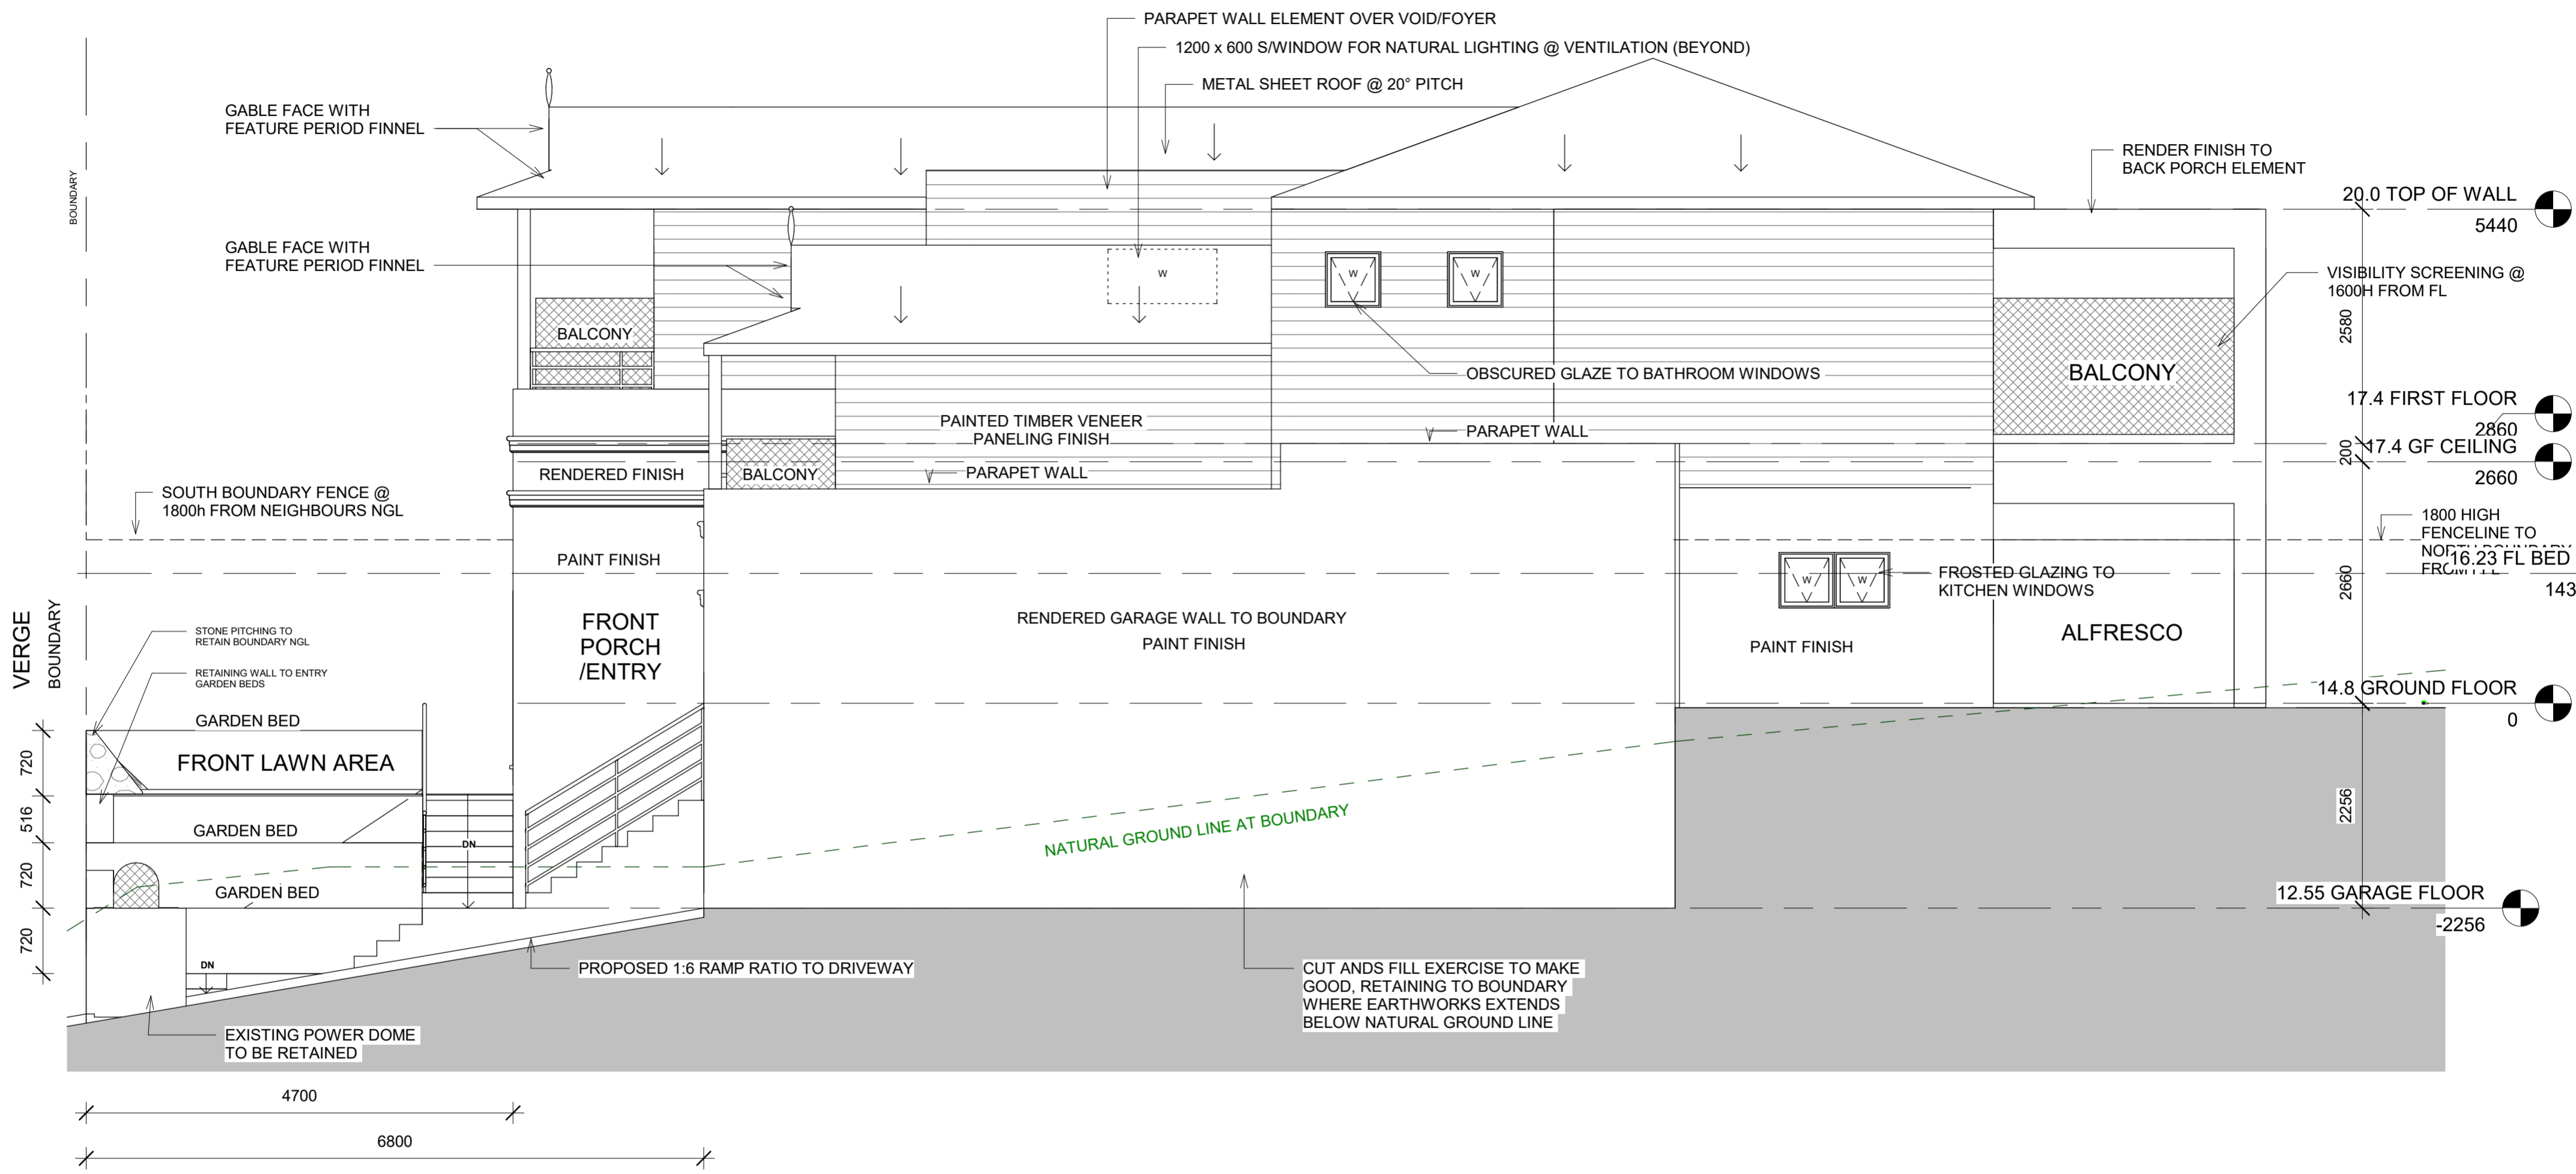 PARAPET WALL ELEMENT OVER VOID/FOYER
1200 x 600 S/WINDOW FOR NATURAL LIGHTING @ VENTILATION (BEYOND)
METAL SHEET ROOF @ 20° PITCH
GABLE FACE WITH
FEATURE PERIOD FINNEL
BOUNDARY
RENDER FINISH TO
BACK PORCH ELEMENT
20.0 TOP OF WALL
5440
GABLE FACE WITH
FEATURE PERIOD FINNEL
W
W
W
VISIBILITY SCREENING @
1600H FROM FL
2580
BALCONY
OBSCURED GLAZE TO BATHROOM WINDOWS
BALCONY
17.4 FIRST FLOOR
2860
PAINTED TIMBER VENEER
PANELING FINISH
PARAPET WALL
200
17.4 GF CEILING
2660
RENDERED FINISH
BALCONY
PARAPET WALL
SOUTH BOUNDARY FENCE @
1800h FROM NEIGHBOURS NGL
1800 HIGH
FENCELINE TO
NORTH BOUNDARY
FROM
16.23 FL BED
143
PAINT FINISH
W
W
FROSTED GLAZING TO
KITCHEN WINDOWS
2660
VERGE
BOUNDARY
STONE PITCHING TO
RETAIN BOUNDARY NGL
RETAINING WALL TO ENTRY
GARDEN BEDS
FRONT
PORCH
/ENTRY
RENDERED GARAGE WALL TO BOUNDARY
PAINT FINISH
PAINT FINISH
ALFRESCO
14.8 GROUND FLOOR
0
GARDEN BED
720
FRONT LAWN AREA
516
GARDEN BED
DN
NATURAL GROUND LINE AT BOUNDARY
2256
720
GARDEN BED
12.55 GARAGE FLOOR
-2256
720
DN
PROPOSED 1:6 RAMP RATIO TO DRIVEWAY
CUT ANDS FILL EXERCISE TO MAKE
GOOD, RETAINING TO BOUNDARY
WHERE EARTHWORKS EXTENDS
BELOW NATURAL GROUND LINE
EXISTING POWER DOME
TO BE RETAINED
4700
6800